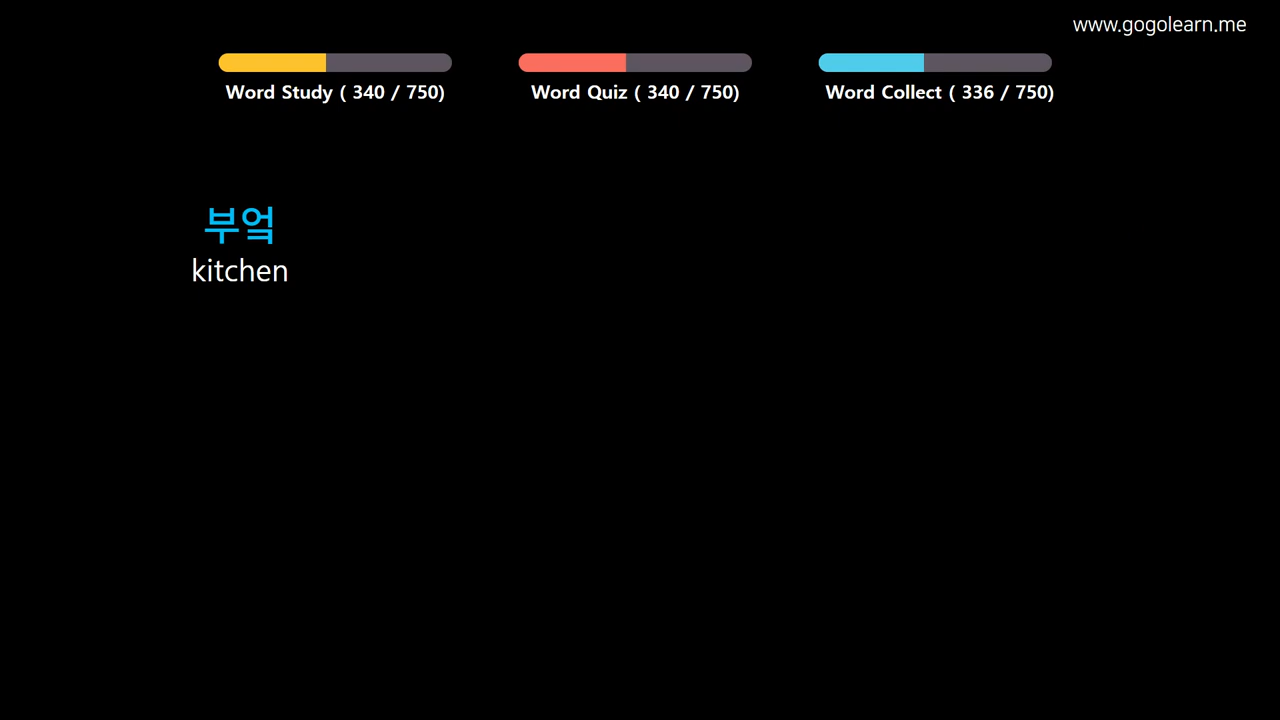 www.gogolearn.me
Word Study ( 340 / 750)
Word Quiz ( 340 / 750)
Word Collect ( 336 / 750)
부엌
kitchen